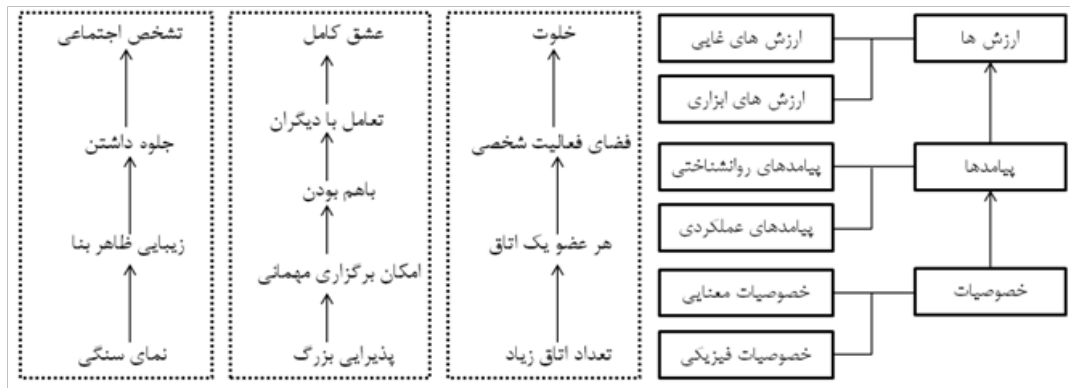 ارزش ها
پیامدها
خصوصیات
ارزش های غایی
ارزش های ابزاری
پیامدهای روانشناختی
پیامدهای عملکردی
خصوصیات معنایی
خصوصیات فیزیکی
خلوت
فضای فعالیت شخصی
هر عضو یک اتاق
تعداد اتاق زیاد
عشق کامل
تعامل با دیگران
باهم بودن
امکان برگزاری مهمانی
پذیرایی بزرگ
تشخص اجتماعی
جلوه داشتن
زیبایی ظاهر بنا
نمای سنگی